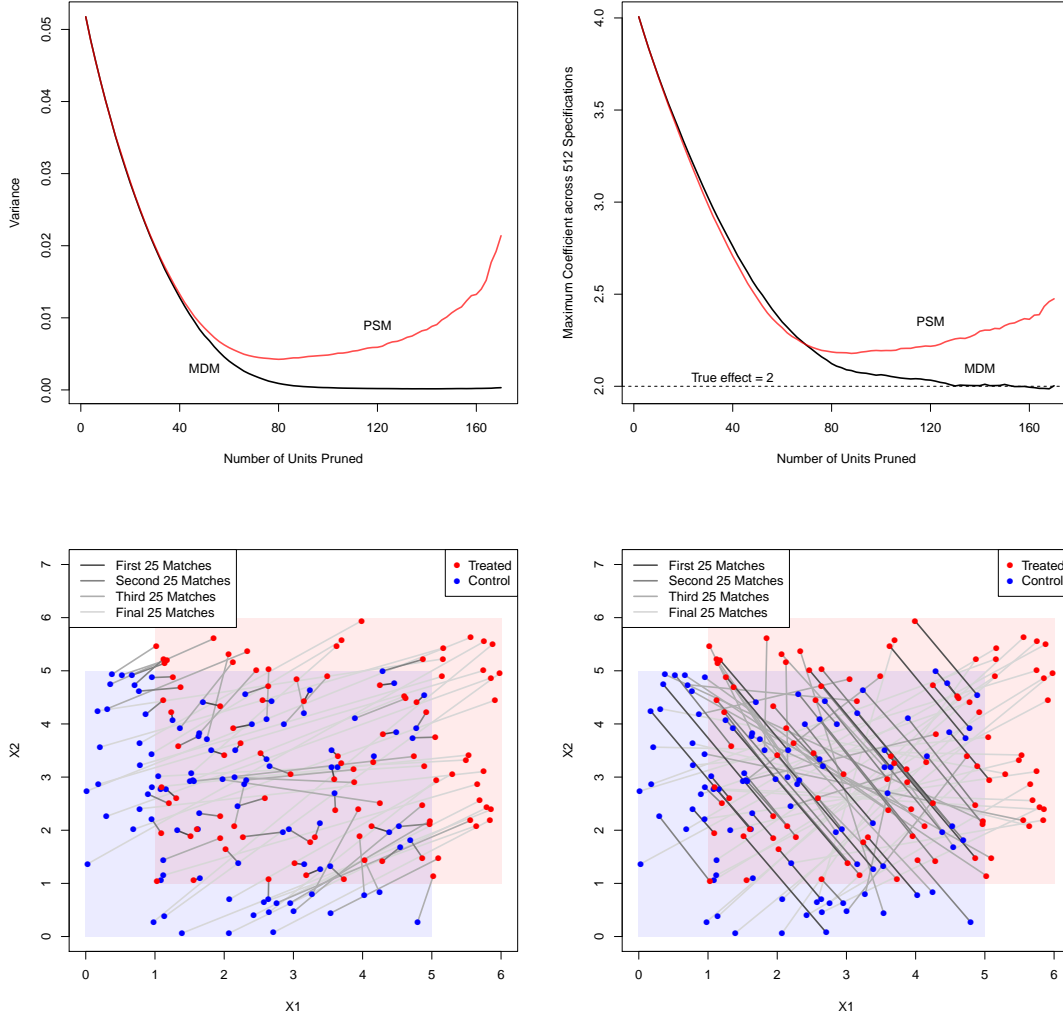 0.05
0.04
0.03
0.02
0.01
0.00
Variance
PSM
MDM
0 40 80 120 160
Number of Units Pruned
4.0
3.5
3.0
2.5
2.0
Maximum Coefficient across 512 Specifications
PSM
MDM
True effect = 2
0 40 80 120 160
Number of Units Pruned
First 25 Matches
Second 25 Matches
Third 25 Matches
Final 25 Matches
Treated
Control
7
6
5
4
3
2
1
0
X2
0 1 2 3 4 5 6
X1
First 25 Matches
Second 25 Matches
Third 25 Matches
Final 25 Matches
Treated
Control
7
6
5
4
3
2
1
0
X2
0 1 2 3 4 5 6
X1